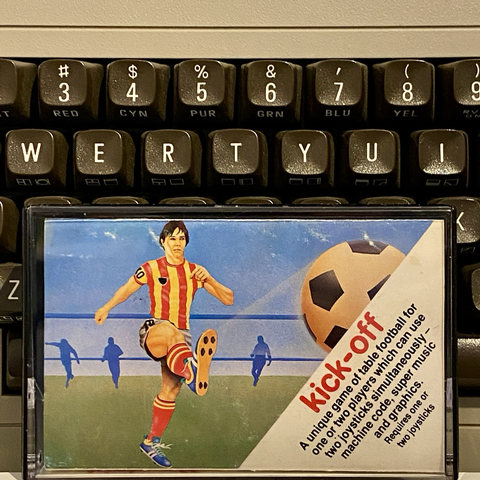 # $ % & ' ( )
3 4 5 6 7 8 9
RED CYN PUR GRN BLU YEL
W E R T Y U I
K
Z
10
kick-off
A unique game of table football for
one or two players which can use
two joysticks simultaneously –
machine code, super music
and graphics.
Requires one or
two joysticks